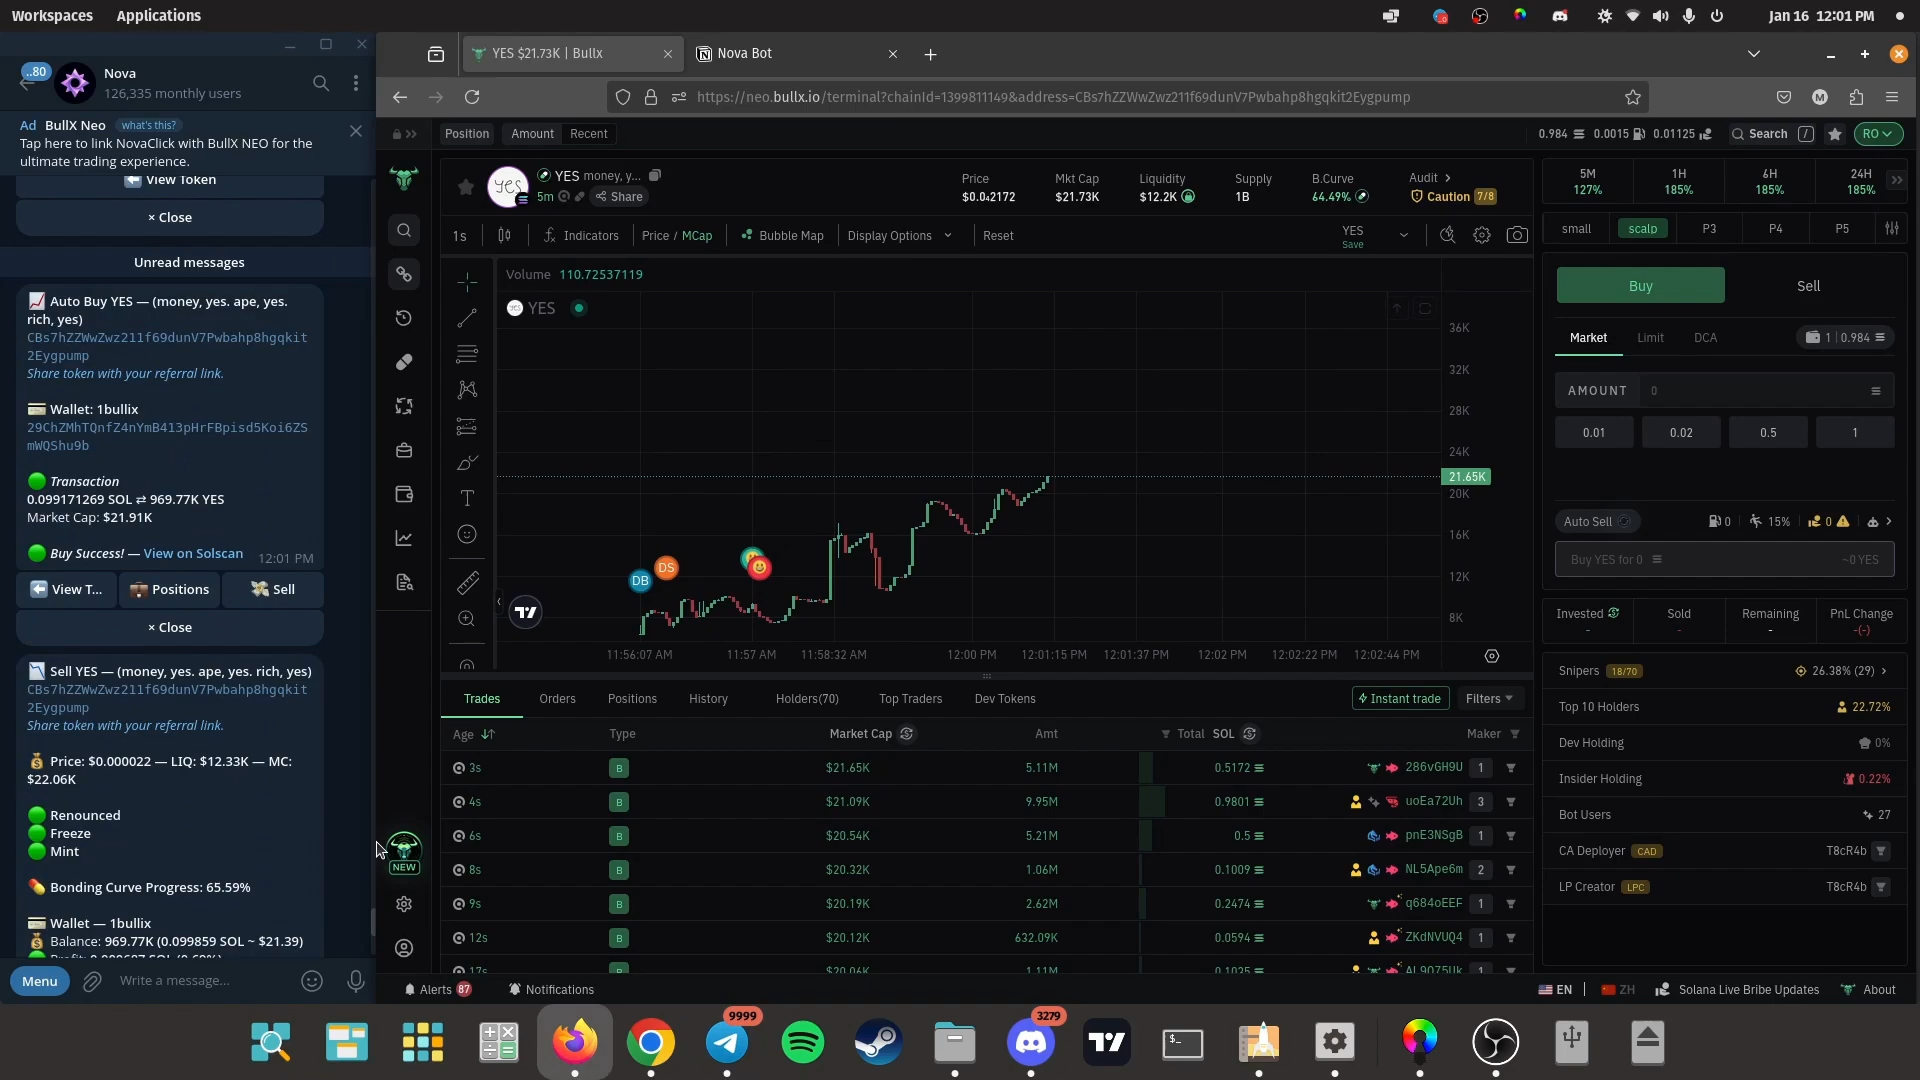 Workspaces Applications
Jan 16 12:01 PM
..80
Nova
126,335 monthly users
Ad BullX Neo what's this?
Tap here to link NovaClick with BullX NEO for the
ultimate trading experience.
View Token
× Close
Unread messages
Auto Buy YES — (money, yes. ape, yes.
rich, yes)
CBs7hZZWwZwz211f69dunV7Pwbahp8hgqkit
2Eygpump
Share token with your referral link.
Wallet: 1bullix
29ChZMhTQnfZ4nYmB413pHrFBpisd5Koi6ZS
mWQShu9b
Transaction
0.099171269 SOL ⇄ 969.77K YES
Market Cap: $21.91K
Buy Success! — View on Solscan
12:01 PM
View T...
Positions
Sell
× Close
Sell YES — (money, yes. ape, yes. rich, yes)
CBs7hZZWwZwz211f69dunV7Pwbahp8hgqkit
2Eygpump
Share token with your referral link.
Price: $0.000022 — LIQ: $12.33K — MC:
$22.06K
Renounced
Freeze
Mint
Bonding Curve Progress: 65.59%
Wallet — 1bullix
Balance: 969.77K (0.099859 SOL ~ $21.39)
Menu
Write a message...
YES $21.73K | Bullx
Nova Bot
https://neo.bullx.io/terminal?chainId=1399811149&address=CBs7hZZWwZwz211f69dunV7Pwbahp8hgqkit2Eygpump
Position Amount Recent
0.984 0.0015 0.01125 Search / RO
YES money, y...
5m Share
Price Mkt Cap Liquidity Supply B.Curve Audit
$0.0₄2172 $21.73K $12.2K 1B 64.49% Caution 7/8
1s Indicators Price / MCap Bubble Map Display Options Reset
YES
Save
Volume 110.72537119
YES
36K
32K
28K
24K
21.65K
20K
16K
12K
8K
DB DS
11:56:07 AM 11:57 AM 11:58:32 AM 12:00 PM 12:01:15 PM 12:01:37 PM 12:02 PM 12:02:22 PM 12:02:44 PM
Trades Orders Positions History Holders(70) Top Traders Dev Tokens
Instant trade Filters
Age Type Market Cap Amt Total SOL Maker
3s B $21.65K 5.11M 0.5172 286vGH9U 1
4s B $21.09K 9.95M 0.9801 uoEa72Uh 3
6s B $20.54K 5.21M 0.5 pnE3NSgB 1
8s B $20.32K 1.06M 0.1009 NL5Ape6m 2
9s B $20.19K 2.62M 0.2474 q684oEEF 1
12s B $20.12K 632.09K 0.0594 ZKdNVUQ4 1
NEW
5M 1H 6H 24H
127% 185% 185% 185%
small scalp P3 P4 P5
Buy Sell
Market Limit DCA 1 | 0.984
AMOUNT 0
0.01 0.02 0.5 1
Auto Sell 0 15% 0
Buy YES for 0 ~0 YES
Invested Sold Remaining PnL Change
- - - -(-)
Snipers 18/70 26.38% (29)
Top 10 Holders 22.72%
Dev Holding 0%
Insider Holding 0.22%
Bot Users 27
CA Deployer CAD T8cR4b
LP Creator LPC T8cR4b
Alerts 87 Notifications
EN ZH Solana Live Bribe Updates About
9999
3279